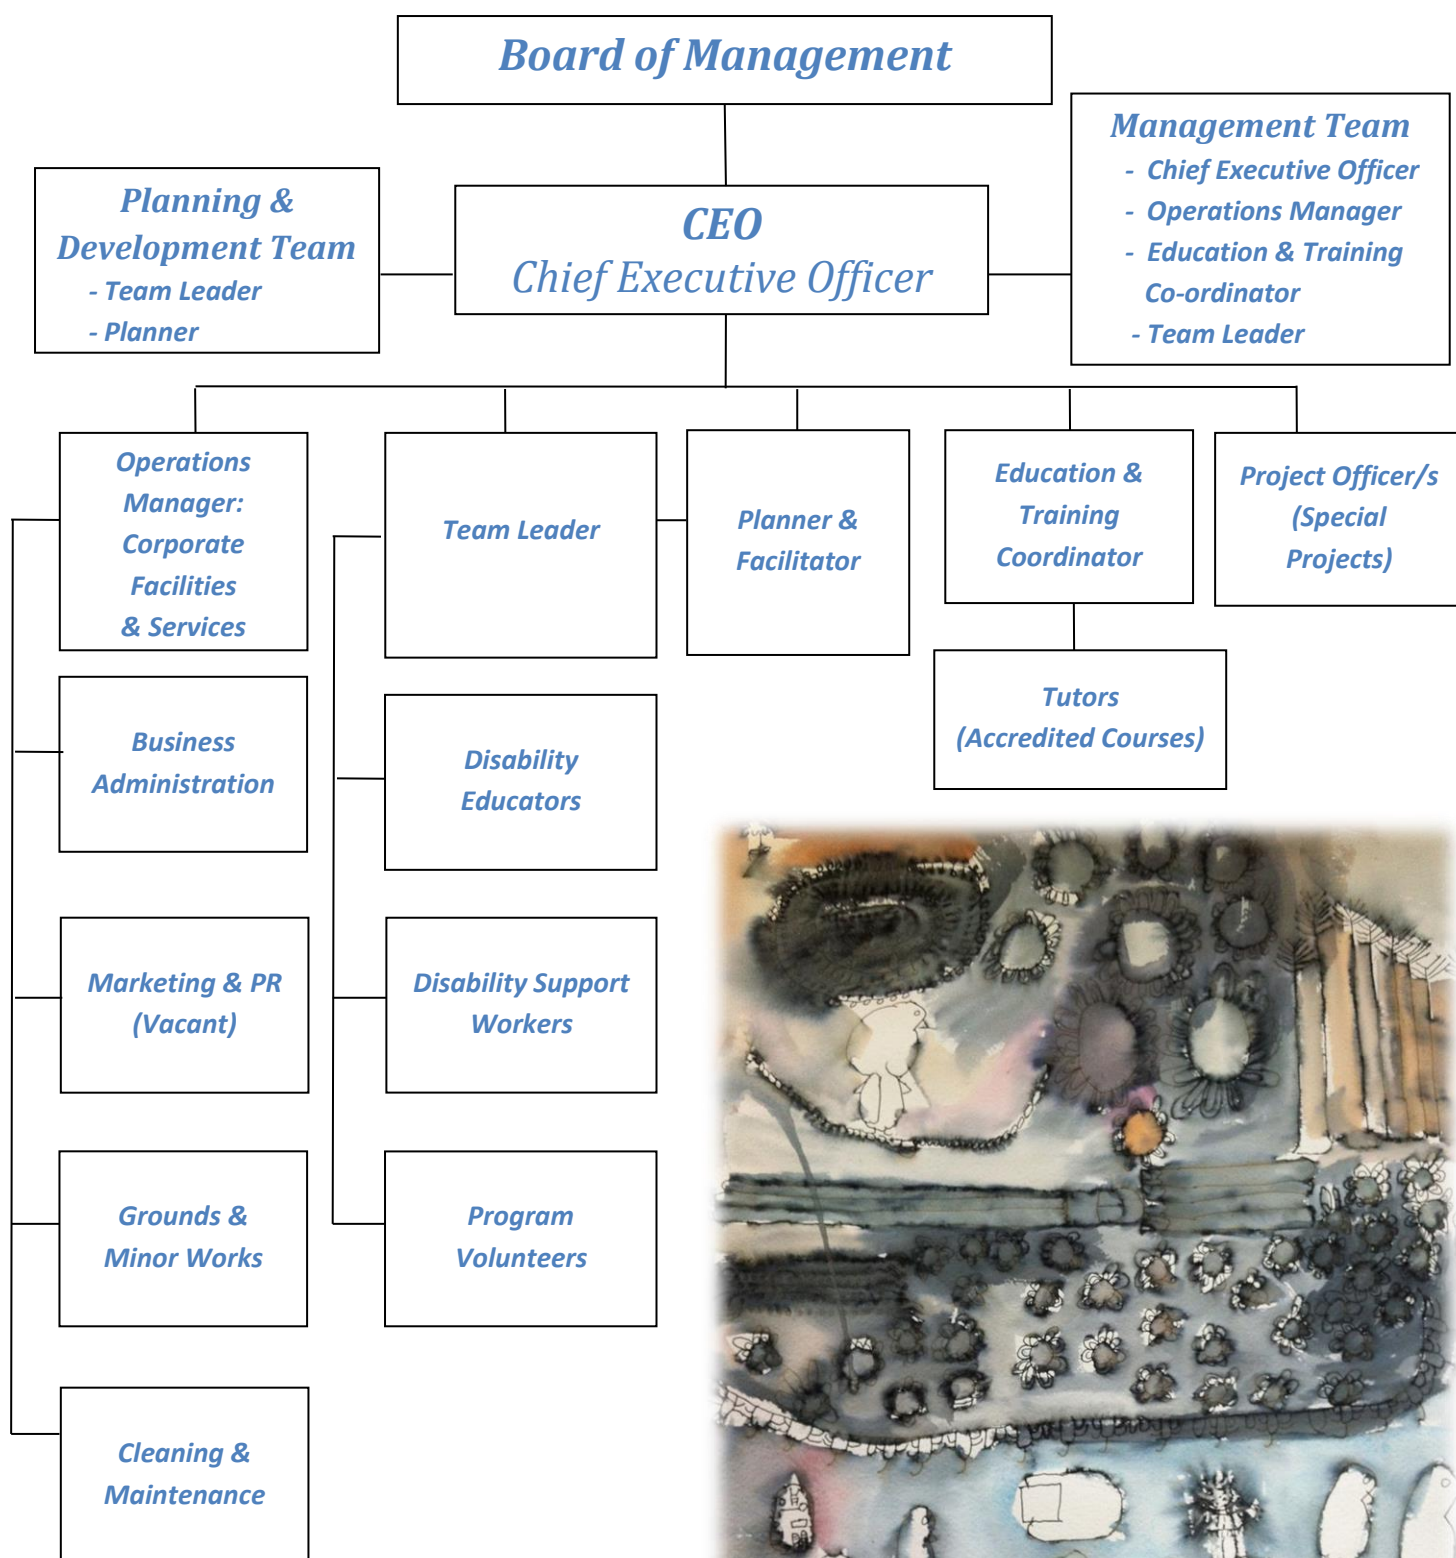 Board of Management
Management Team
- Chief Executive Officer
- Operations Manager
- Education & Training
Co-ordinator
- Team Leader
Planning &
Development Team
- Team Leader
- Planner
CEO
Chief Executive Officer
Operations
Manager:
Corporate
Facilities
& Services
Team Leader
Planner &
Facilitator
Education &
Training
Coordinator
Project Officer/s
(Special
Projects)
Tutors
(Accredited Courses)
Business
Administration
Disability
Educators
Marketing & PR
(Vacant)
Disability Support
Workers
Grounds &
Minor Works
Program
Volunteers
Cleaning &
Maintenance